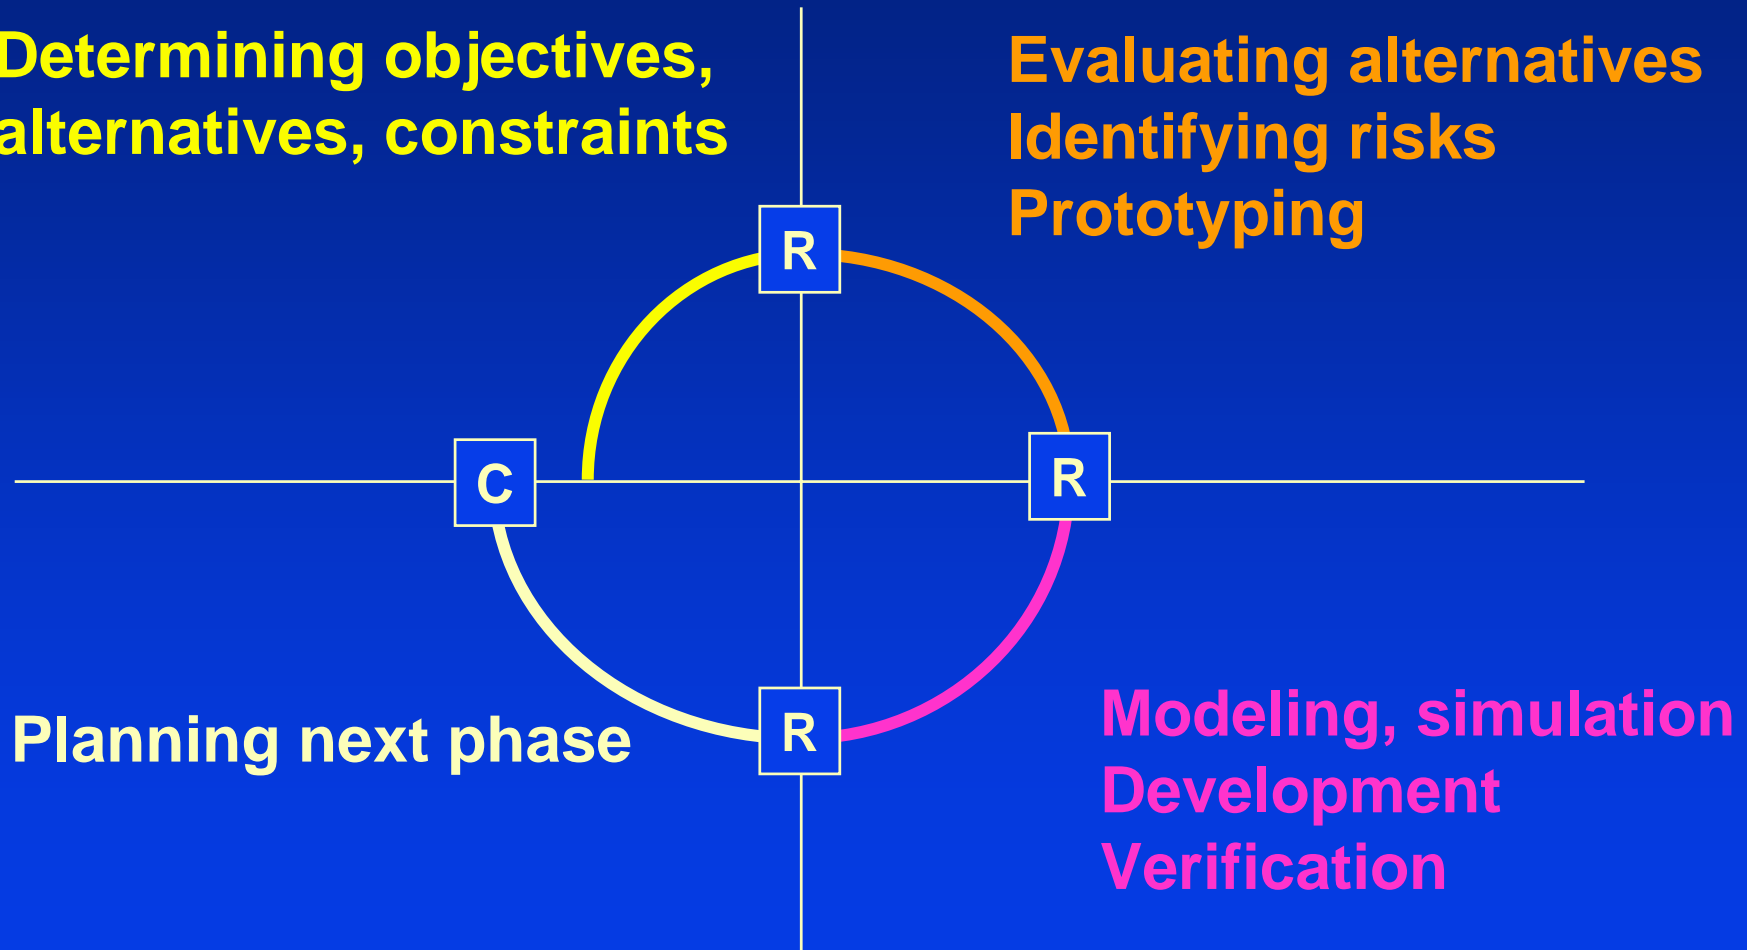 Determining objectives,
alternatives, constraints
Evaluating alternatives
Identifying risks
Prototyping
R
C
R
R
Planning next phase
Modeling, simulation
Development
Verification